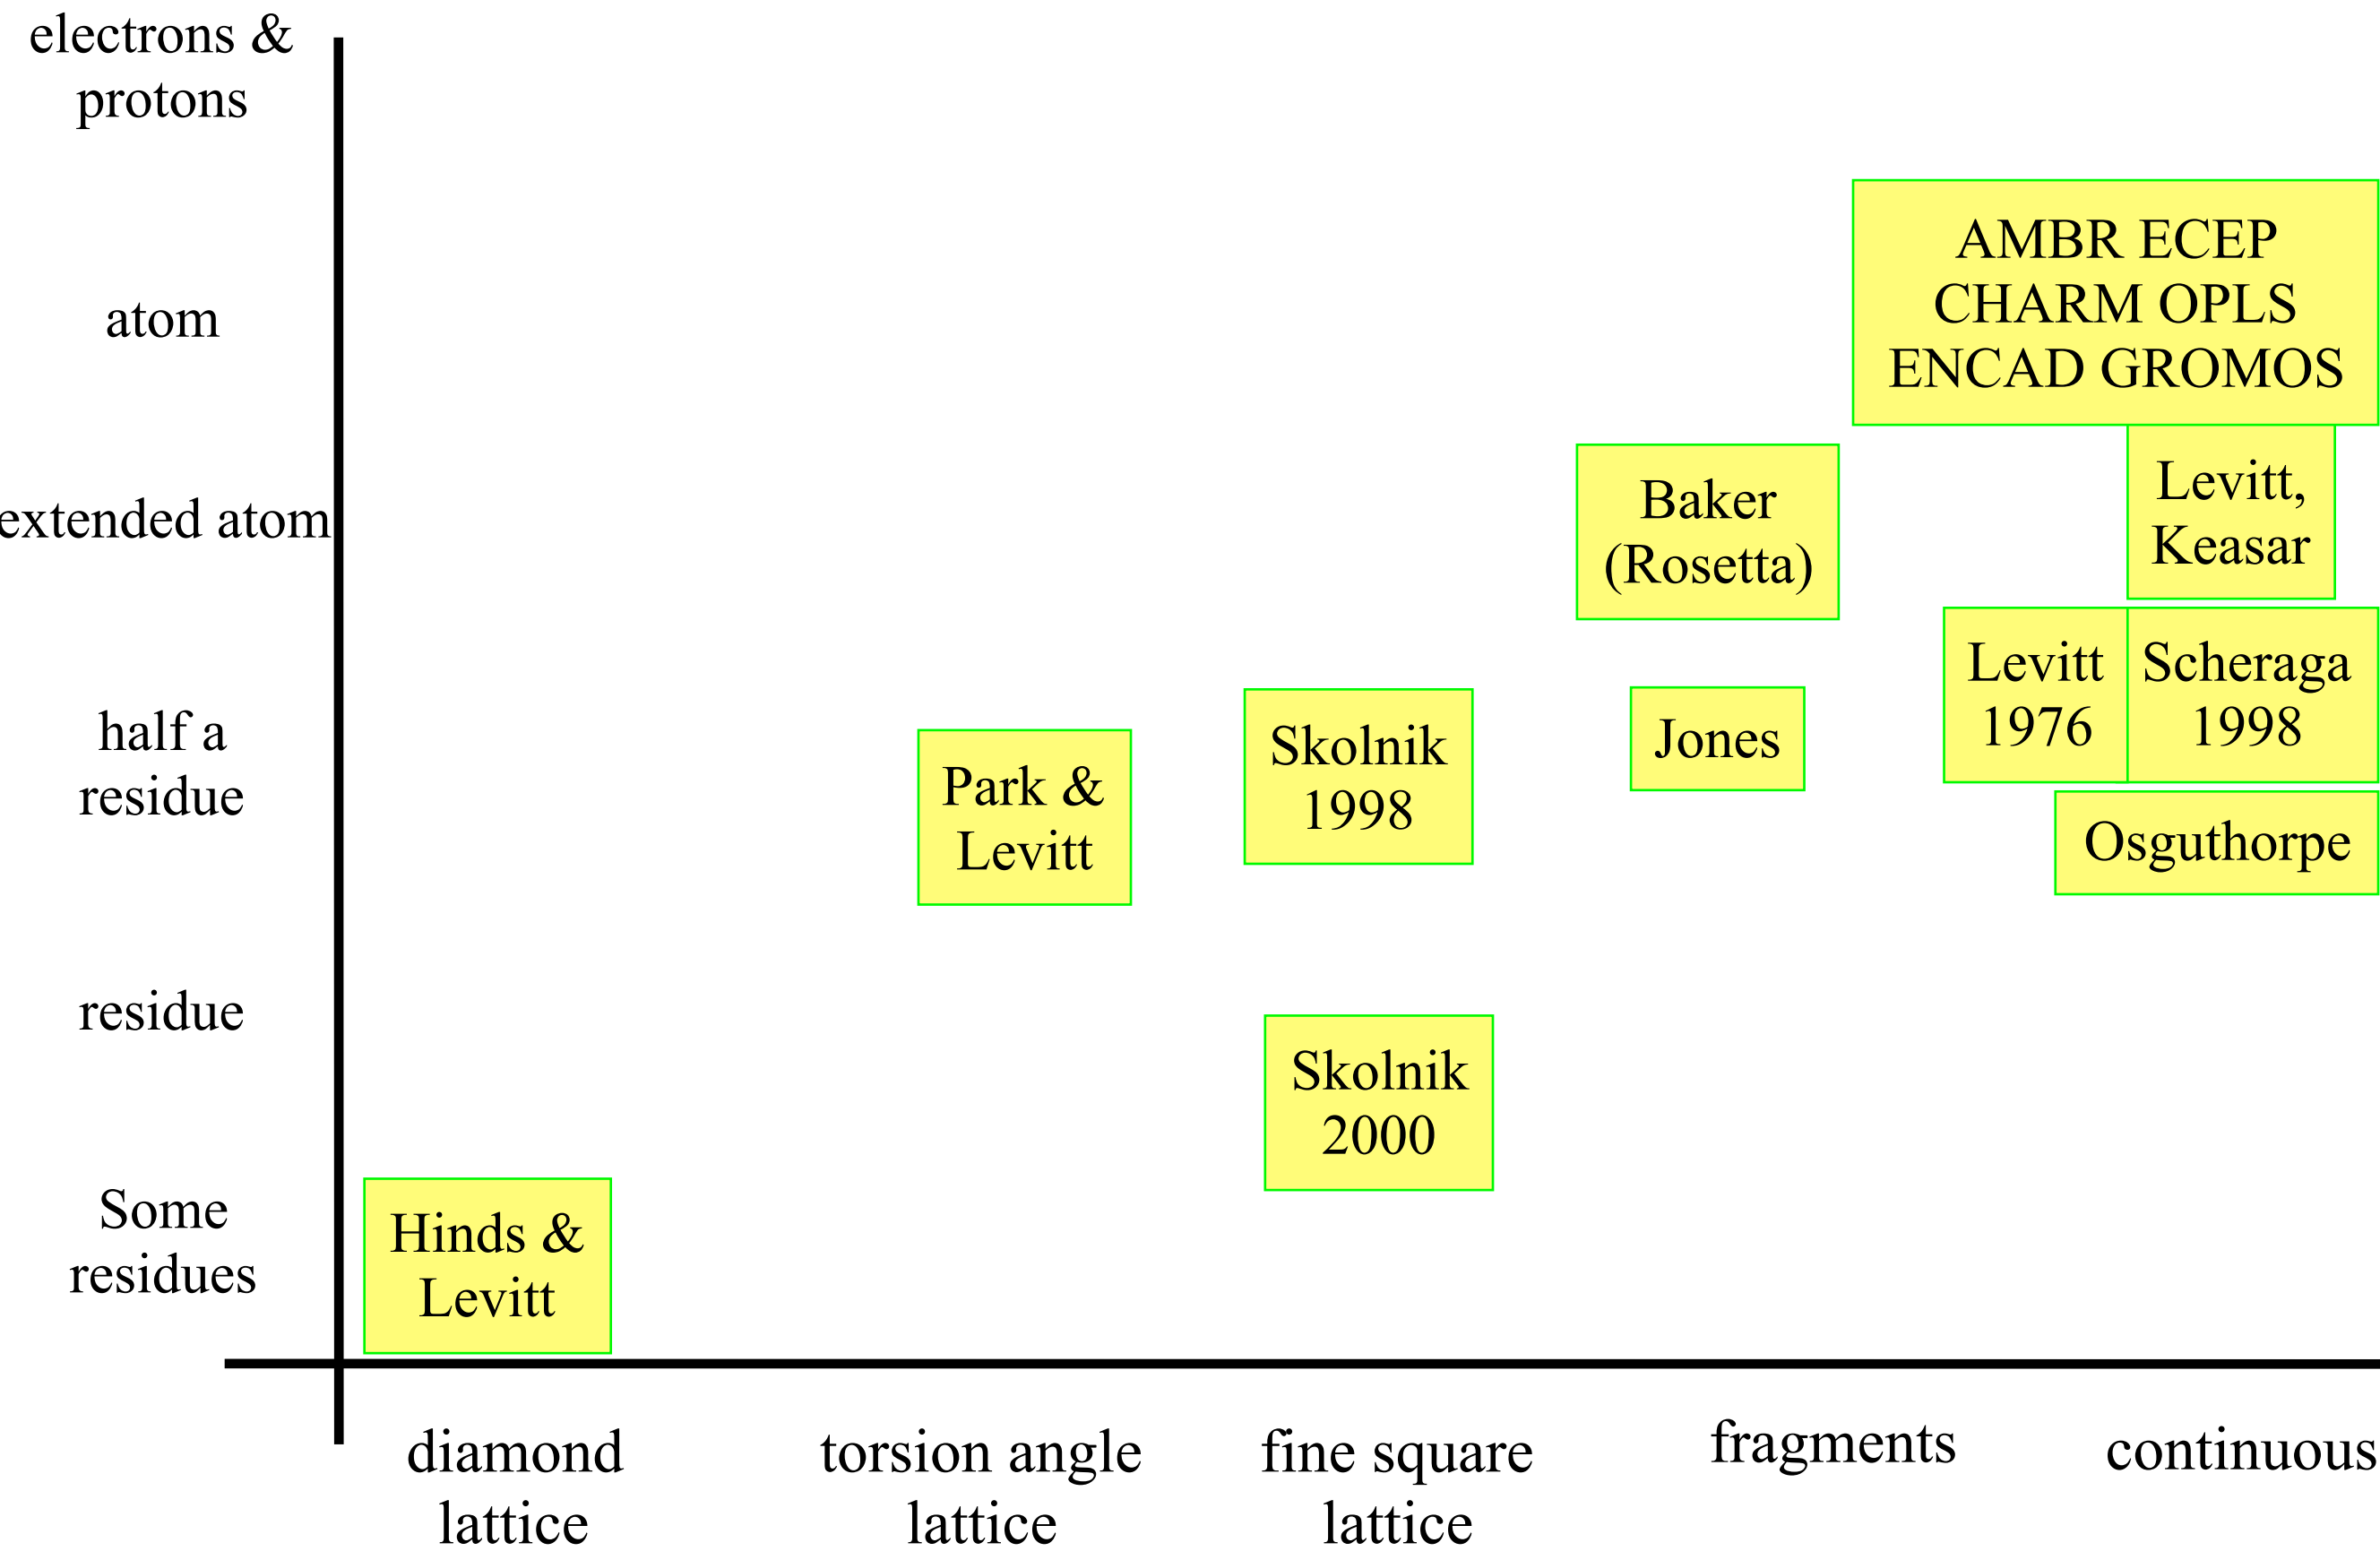 electrons &
protons
atom
extended atom
half a
residue
residue
Some
residues
AMBR ECEP
CHARM OPLS
ENCAD GROMOS
Baker
(Rosetta)
Levitt,
Keasar
Levitt
1976
Scheraga
1998
Jones
Skolnik
1998
Park &
Levitt
Osguthorpe
Skolnik
2000
Hinds &
Levitt
diamond
lattice
torsion angle
lattice
fine square
lattice
fragments
continuous